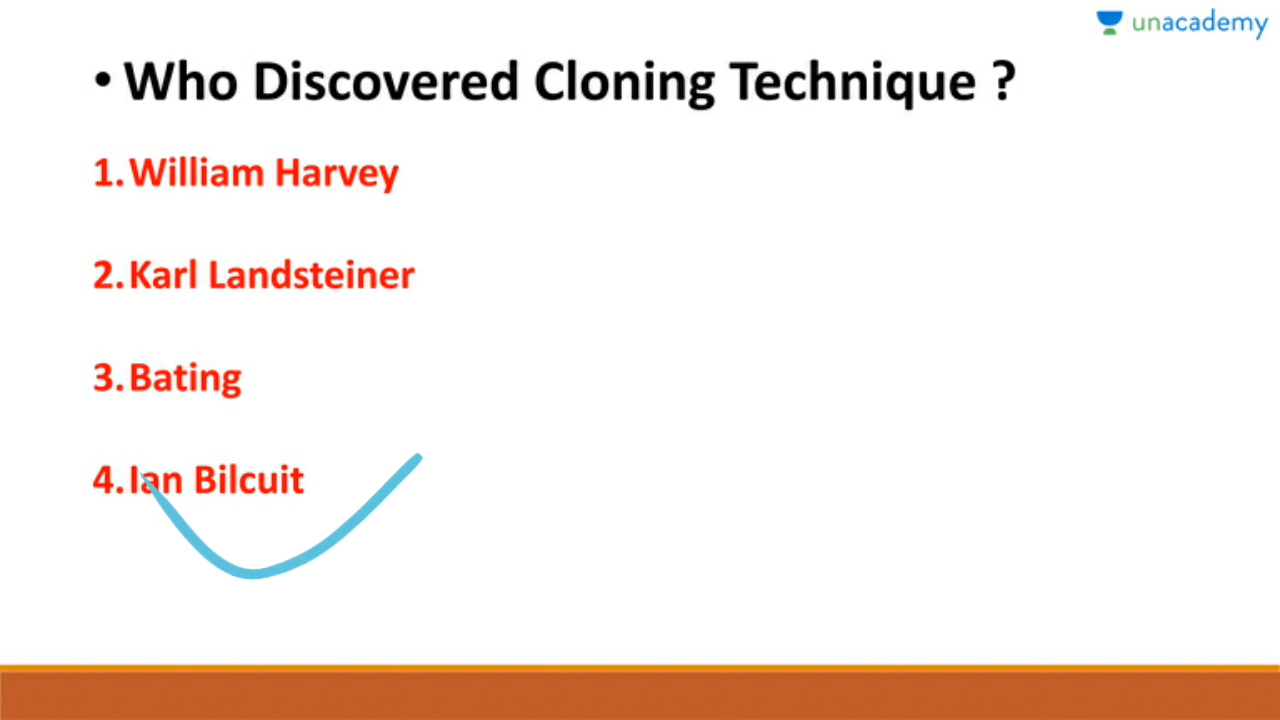 unacademy
• Who Discovered Cloning Technique ?
1. William Harvey
2. Karl Landsteiner
3. Bating
4. Ian Bilcuit